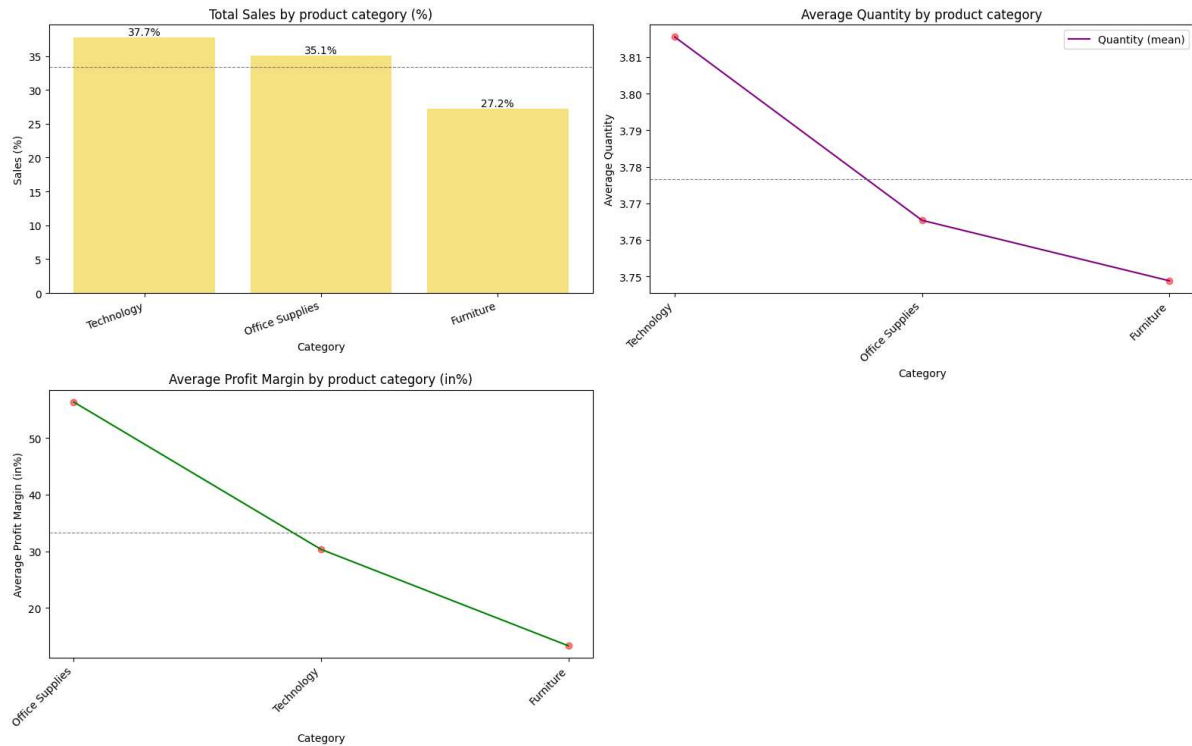 Total Sales by product category (%)
37.7%
35.1%
27.2%
35
30
25
20
15
10
5
0
Sales (%)
Technology
Office Supplies
Furniture
Category
Average Quantity by product category
Quantity (mean)
3.81
3.80
3.79
3.78
3.77
3.76
3.75
Average Quantity
Technology
Office Supplies
Furniture
Category
Average Profit Margin by product category (in%)
50
40
30
20
Average Profit Margin (in%)
Office Supplies
Technology
Furniture
Category